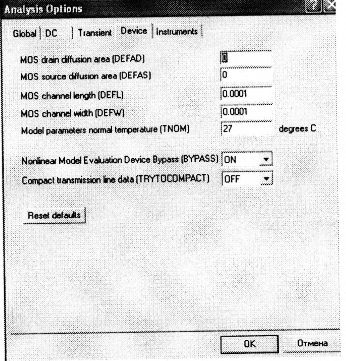 Analysis Options
Global DC Transient Device Instruments
MOS drain diffusion area (DEFAD)
MOS source diffusion area (DEFAS) 0
MOS channel length (DEFL) 0.0001
MOS channel width (DEFW) 0.0001
Model parameters normal temperature (TNOM) 27 degrees C
Nonlinear Model Evaluation Device Bypass (BYPASS) ON
Compact transmission line data (TRYTOCOMPACT) OFF
Reset defaults
OK Отмена